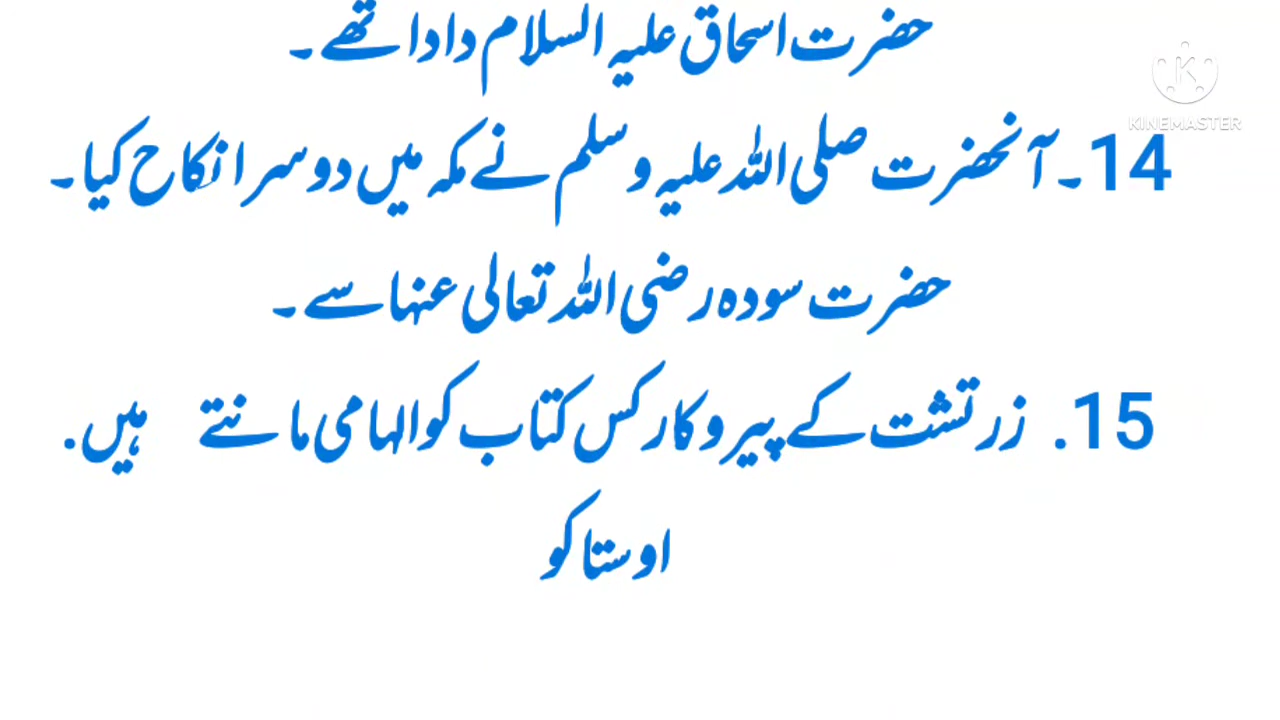 حضرت اسحاق علیہ السلام دادا تھے۔
14۔آنحضرت صلی اللہ علیہ وسلم نے مکہ میں دوسرا نکاح کیا۔
حضرت سودہ رضی اللہ تعالی عنہا سے۔
15. زرتشت کے پیروکار کس کتاب کو الہامی مانتے ہیں.
اوستا کو
KINEMASTER